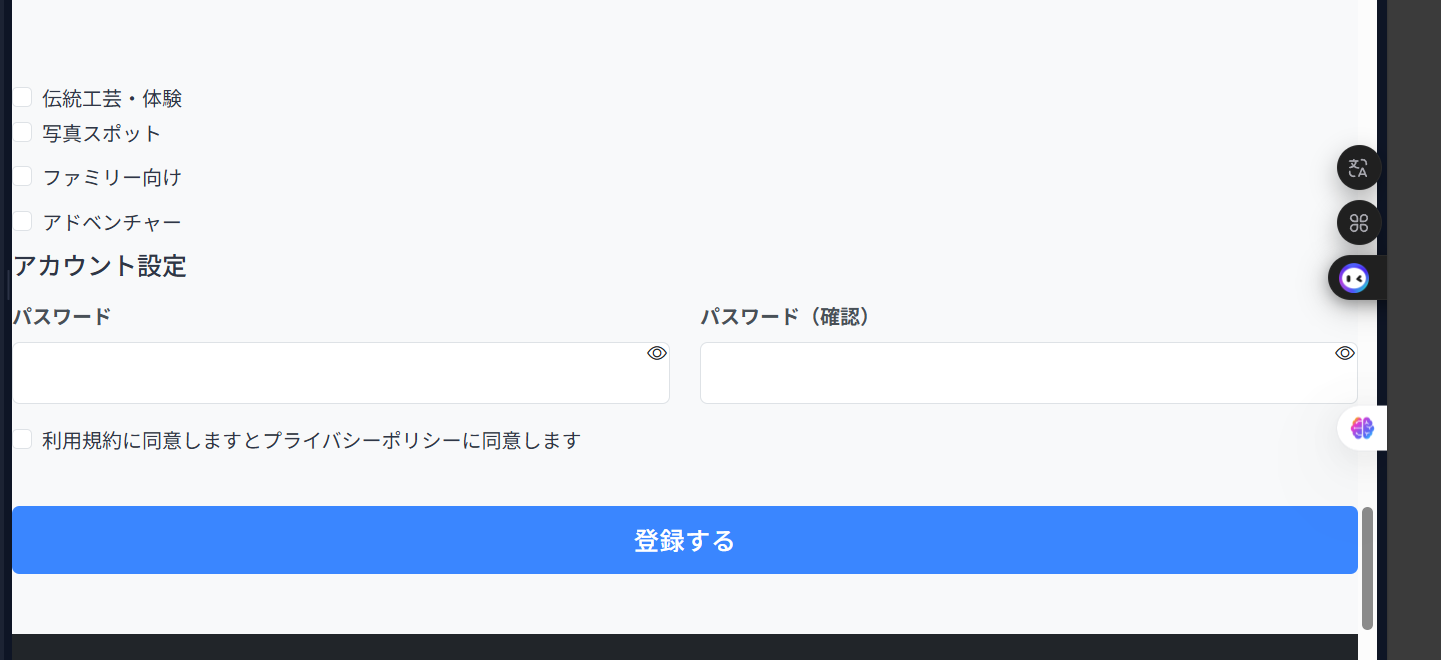 伝統工芸・体験
写真スポット
ファミリー向け
アドベンチャー
アカウント設定
パスワード
パスワード（確認）
利用規約に同意しますとプライバシーポリシーに同意します
登録する